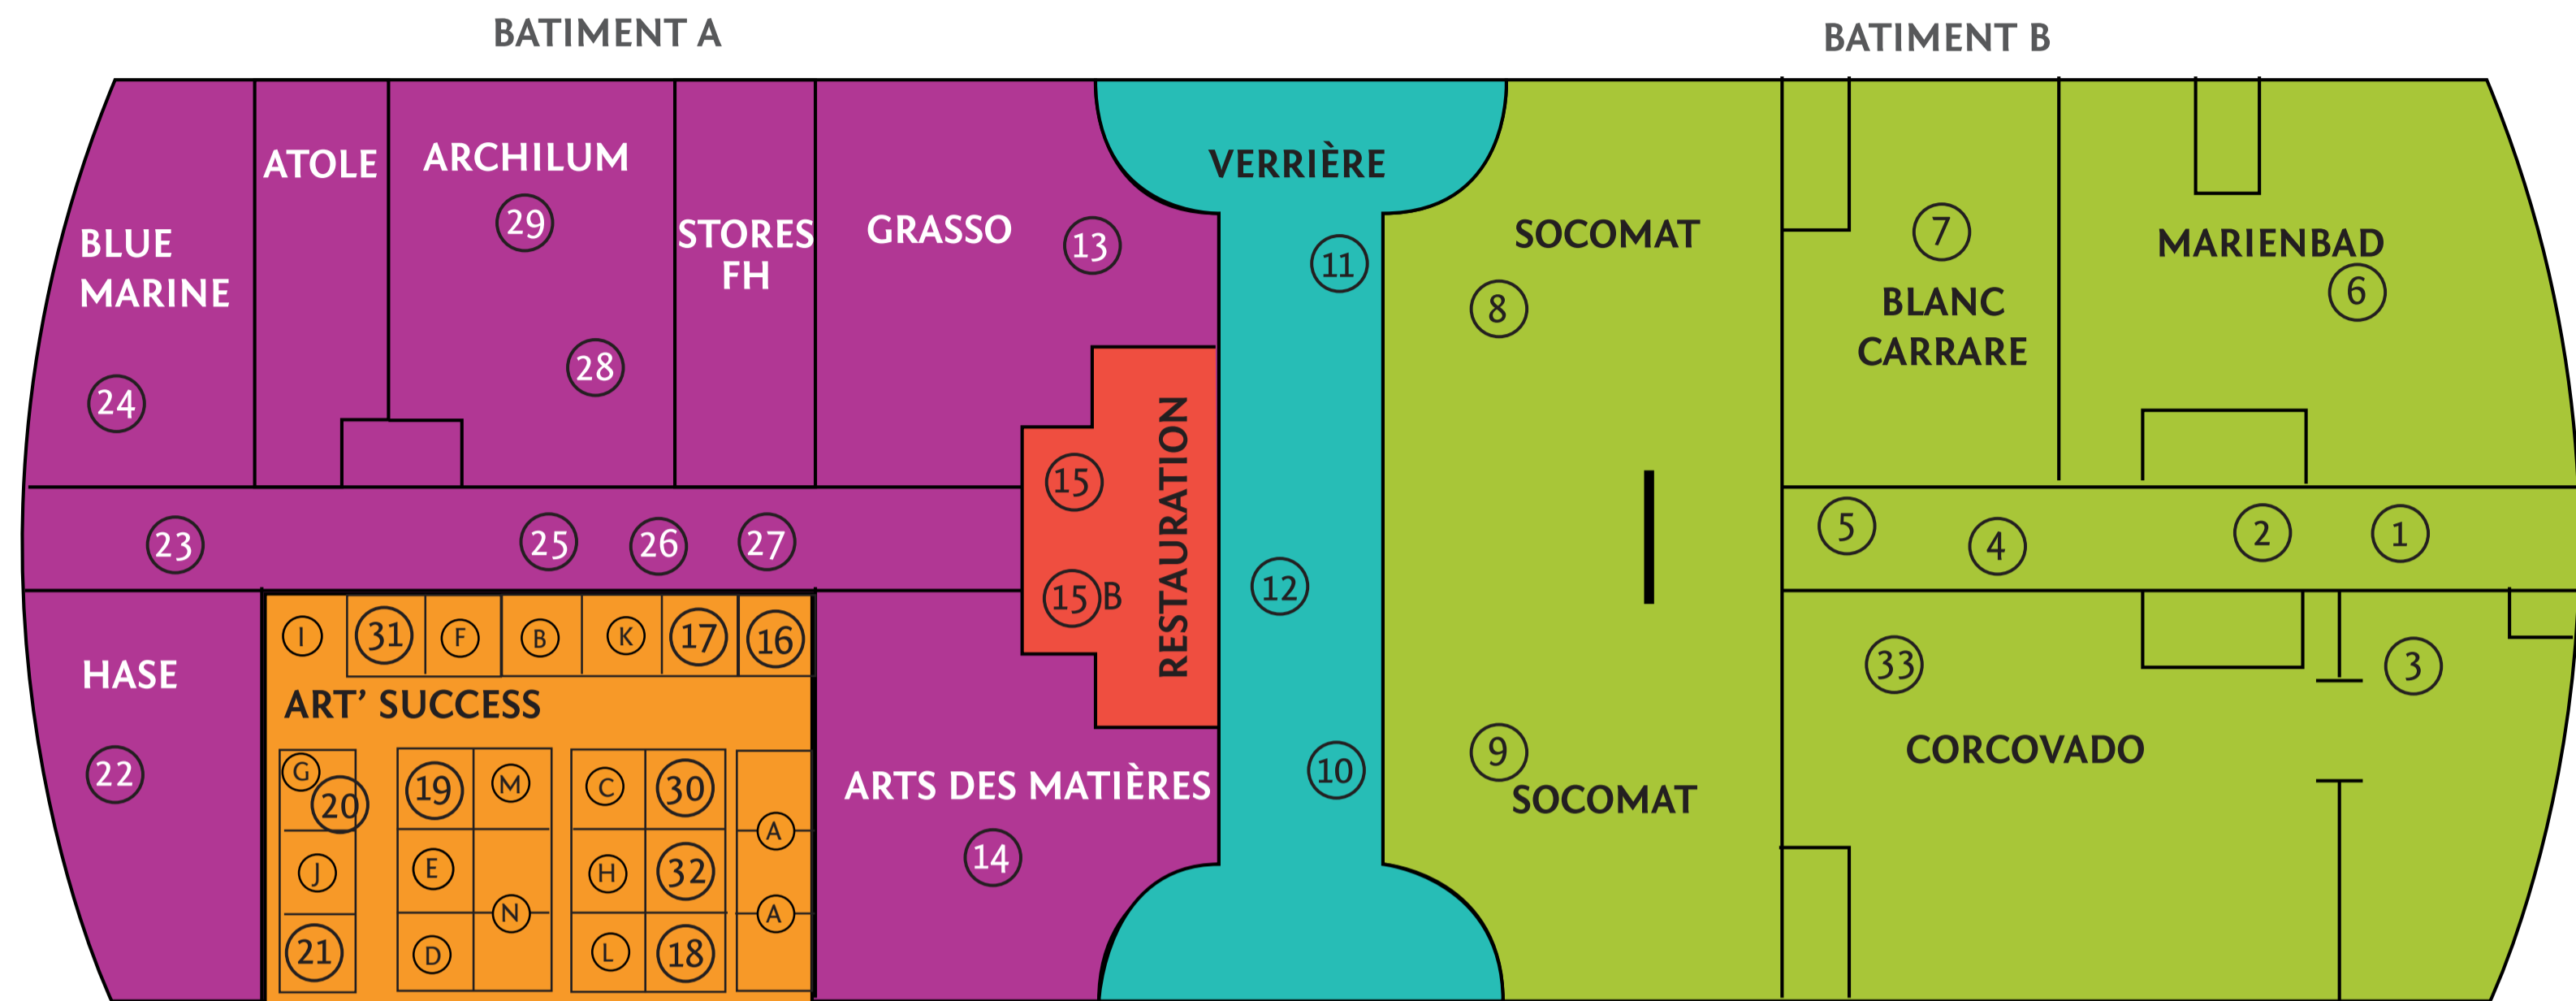 BATIMENT A
BATIMENT B
BLUE
MARINE
24
ATOLE
ARCHILUM
29
28
STORES
FH
GRASSO
13
VERRIÈRE
11
SOCOMAT
8
7
BLANC
CARRARE
MARIENBAD
6
23
25
26
27
15
15 B
RESTAURATION
12
5
4
2
1
HASE
22
I
31
F
B
K
17
16
ART’ SUCCESS
G
20
19
M
C
30
A
J
E
N
H
32
A
21
D
L
18
ARTS DES MATIÈRES
14
10
9
SOCOMAT
33
CORCOVADO
3